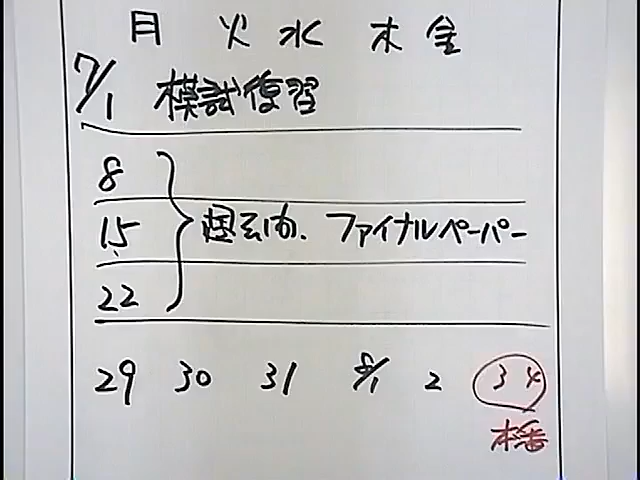 月 火 水 木 金
7/1 模試復習
8
15 過去問、ファイナルペーパー
22
29 30 31 8/1 2 3 4
本番